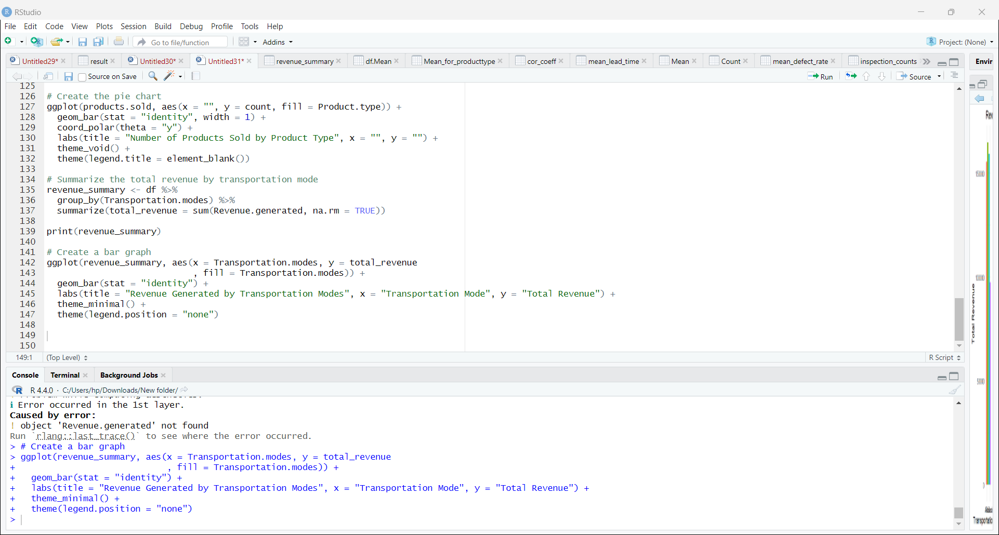 RStudio
File Edit Code View Plots Session Build Debug Profile Tools Help
Go to file/function Addins Project: (None)
Untitled29* result Untitled30* Untitled31* revenue_summary df.Mean Mean_for_producttype cor_coeff mean_lead_time Mean Count mean_defect_rate inspection_counts Envir
Source on Save Run Source
125
126 # Create the pie chart
127 ggplot(products.sold, aes(x = "", y = count, fill = Product.type)) +
128 geom_bar(stat = "identity", width = 1) +
129 coord_polar(theta = "y") +
130 labs(title = "Number of Products Sold by Product Type", x = "", y = "") +
131 theme_void() +
132 theme(legend.title = element_blank())
133
134 # Summarize the total revenue by transportation mode
135 revenue_summary <- df %>%
136 group_by(Transportation.modes) %>%
137 summarize(total_revenue = sum(Revenue.generated, na.rm = TRUE))
138
139 print(revenue_summary)
140
141 # Create a bar graph
142 ggplot(revenue_summary, aes(x = Transportation.modes, y = total_revenue
143 , fill = Transportation.modes)) +
144 geom_bar(stat = "identity") +
145 labs(title = "Revenue Generated by Transportation Modes", x = "Transportation Mode", y = "Total Revenue") +
146 theme_minimal() +
147 theme(legend.position = "none")
148
149
150
149:1 (Top Level) R Script
Console Terminal Background Jobs
R 4.4.0 · C:/Users/hp/Downloads/New folder/
i Error occurred in the 1st layer.
Caused by error:
! object 'Revenue.generated' not found
Run `rlang::last_trace()` to see where the error occurred.
> # Create a bar graph
> ggplot(revenue_summary, aes(x = Transportation.modes, y = total_revenue
+ , fill = Transportation.modes)) +
+ geom_bar(stat = "identity") +
+ labs(title = "Revenue Generated by Transportation Modes", x = "Transportation Mode", y = "Total Revenue") +
+ theme_minimal() +
+ theme(legend.position = "none")
>
Rev
150000
100000
Total Revenue
50000
0
Transportatio